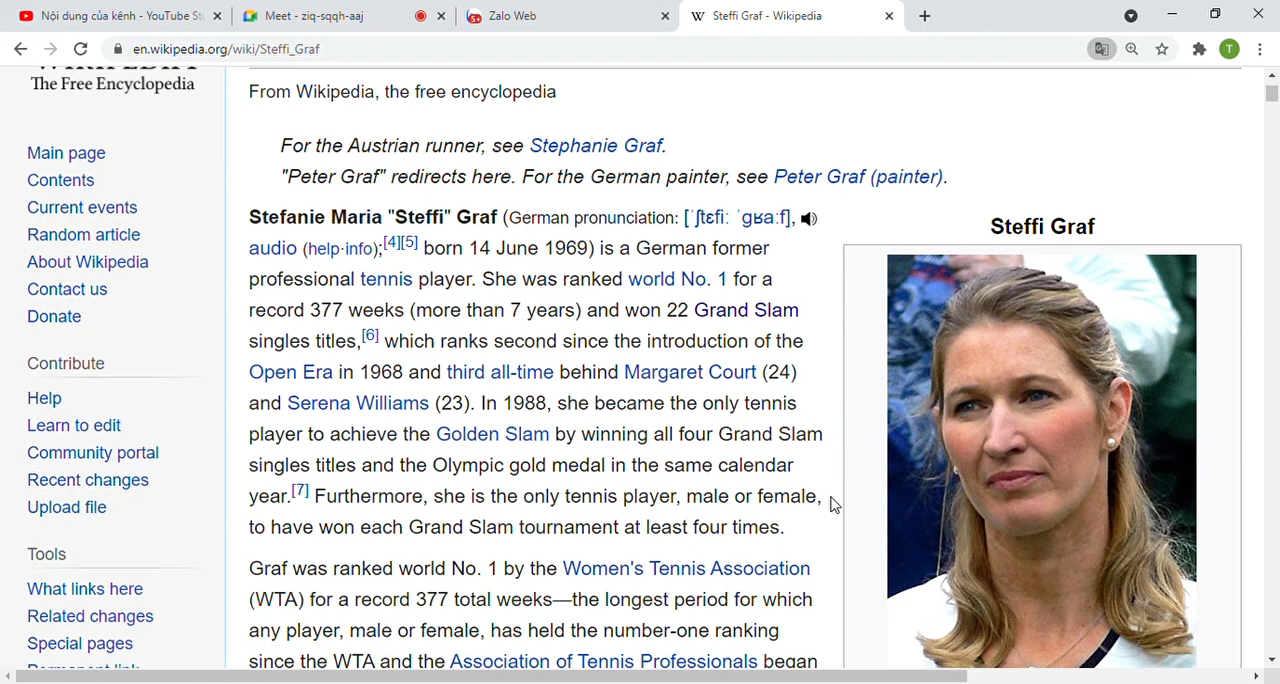 Nội dung của kênh - YouTube St
Meet - ziq-sqqh-aaj
Zalo Web
Steffi Graf - Wikipedia
en.wikipedia.org/wiki/Steffi_Graf
T
The Free Encyclopedia
Main page
Contents
Current events
Random article
About Wikipedia
Contact us
Donate
Contribute
Help
Learn to edit
Community portal
Recent changes
Upload file
Tools
What links here
Related changes
Special pages
Permanent link
From Wikipedia, the free encyclopedia
For the Austrian runner, see Stephanie Graf.
"Peter Graf" redirects here. For the German painter, see Peter Graf (painter).
Stefanie Maria "Steffi" Graf (German pronunciation: [ˈʃtɛfiː ˈɡʁaːf],
audio (help·info);[4][5] born 14 June 1969) is a German former
professional tennis player. She was ranked world No. 1 for a
record 377 weeks (more than 7 years) and won 22 Grand Slam
singles titles,[6] which ranks second since the introduction of the
Open Era in 1968 and third all-time behind Margaret Court (24)
and Serena Williams (23). In 1988, she became the only tennis
player to achieve the Golden Slam by winning all four Grand Slam
singles titles and the Olympic gold medal in the same calendar
year.[7] Furthermore, she is the only tennis player, male or female,
to have won each Grand Slam tournament at least four times.
Graf was ranked world No. 1 by the Women's Tennis Association
(WTA) for a record 377 total weeks—the longest period for which
any player, male or female, has held the number-one ranking
since the WTA and the Association of Tennis Professionals began
Steffi Graf